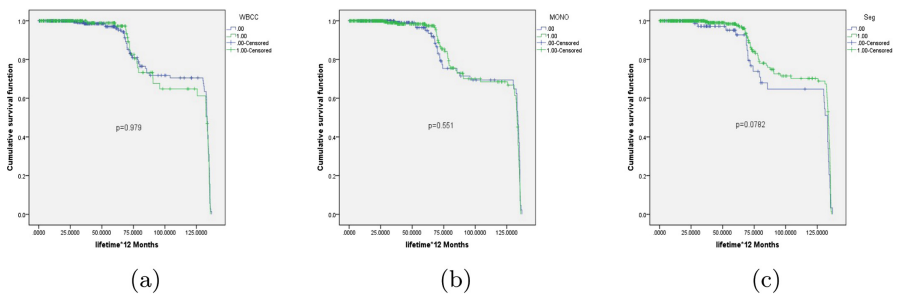 WBCC
.00
1.00
.00-Censored
1.00-Censored
Cumulative survival function
1.0
0.8
0.6
0.4
0.2
0.0
p=0.979
.0000 25.0000 50.0000 75.0000 100.0000 125.0000
lifetime*12 Months
(a)
MONO
.00
1.00
.00-Censored
1.00-Censored
Cumulative survival function
1.0
0.8
0.6
0.4
0.2
0.0
p=0.551
.0000 25.0000 50.0000 75.0000 100.0000 125.0000
lifetime*12 Months
(b)
Seg
.00
1.00
.00-Censored
1.00-Censored
Cumulative survival function
1.0
0.8
0.6
0.4
0.2
0.0
p=0.0782
.0000 25.0000 50.0000 75.0000 100.0000 125.0000
lifetime*12 Months
(c)